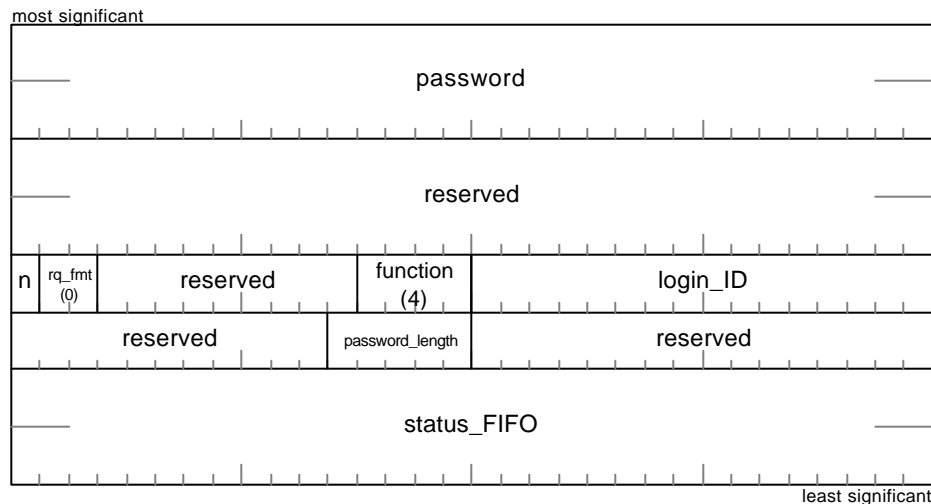 most significant
password
reserved
n
rq_fmt
(0)
reserved
function
(4)
login_ID
reserved
password_length
reserved
status_FIFO
least significant